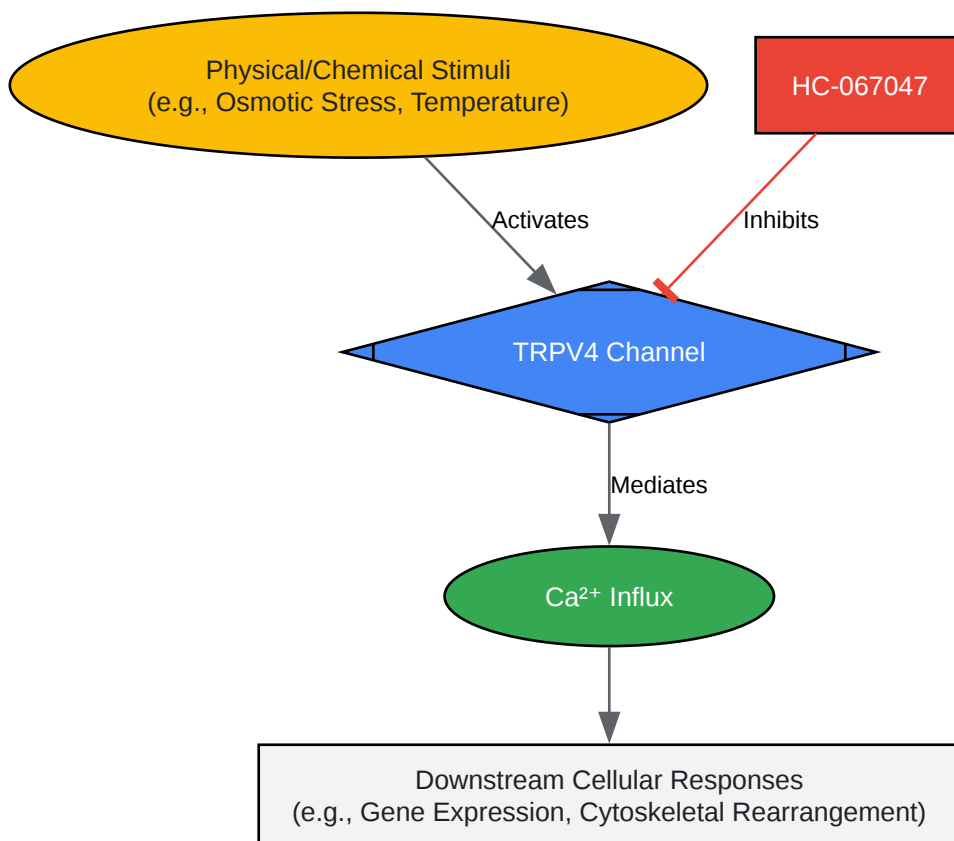 Physical/Chemical Stimuli
(e.g., Osmotic Stress, Temperature)
HC-067047
Activates
Inhibits
TRPV4 Channel
Mediates
Ca²⁺ Influx
Downstream Cellular Responses
(e.g., Gene Expression, Cytoskeletal Rearrangement)